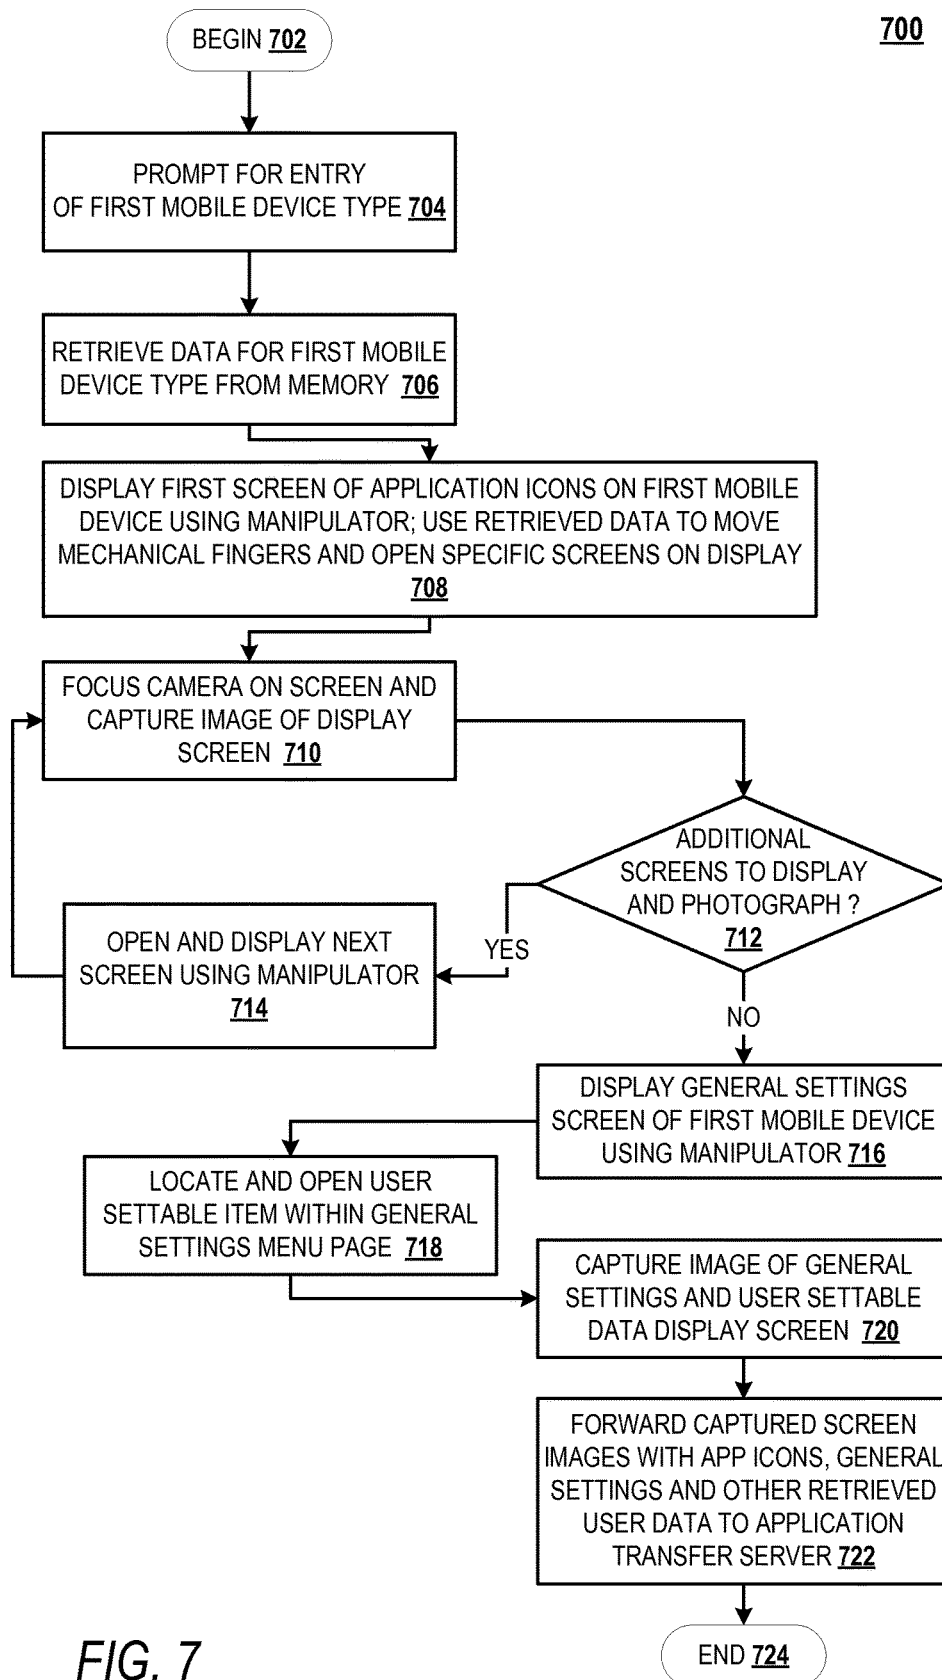 700
BEGIN 702
PROMPT FOR ENTRY
OF FIRST MOBILE DEVICE TYPE 704
RETRIEVE DATA FOR FIRST MOBILE
DEVICE TYPE FROM MEMORY 706
DISPLAY FIRST SCREEN OF APPLICATION ICONS ON FIRST MOBILE
DEVICE USING MANIPULATOR; USE RETRIEVED DATA TO MOVE
MECHANICAL FINGERS AND OPEN SPECIFIC SCREENS ON DISPLAY
708
FOCUS CAMERA ON SCREEN AND
CAPTURE IMAGE OF DISPLAY
SCREEN 710
ADDITIONAL
SCREENS TO DISPLAY
AND PHOTOGRAPH ?
712
YES
OPEN AND DISPLAY NEXT
SCREEN USING MANIPULATOR
714
NO
DISPLAY GENERAL SETTINGS
SCREEN OF FIRST MOBILE DEVICE
USING MANIPULATOR 716
LOCATE AND OPEN USER
SETTABLE ITEM WITHIN GENERAL
SETTINGS MENU PAGE 718
CAPTURE IMAGE OF GENERAL
SETTINGS AND USER SETTABLE
DATA DISPLAY SCREEN 720
FORWARD CAPTURED SCREEN
IMAGES WITH APP ICONS, GENERAL
SETTINGS AND OTHER RETRIEVED
USER DATA TO APPLICATION
TRANSFER SERVER 722
END 724
FIG. 7